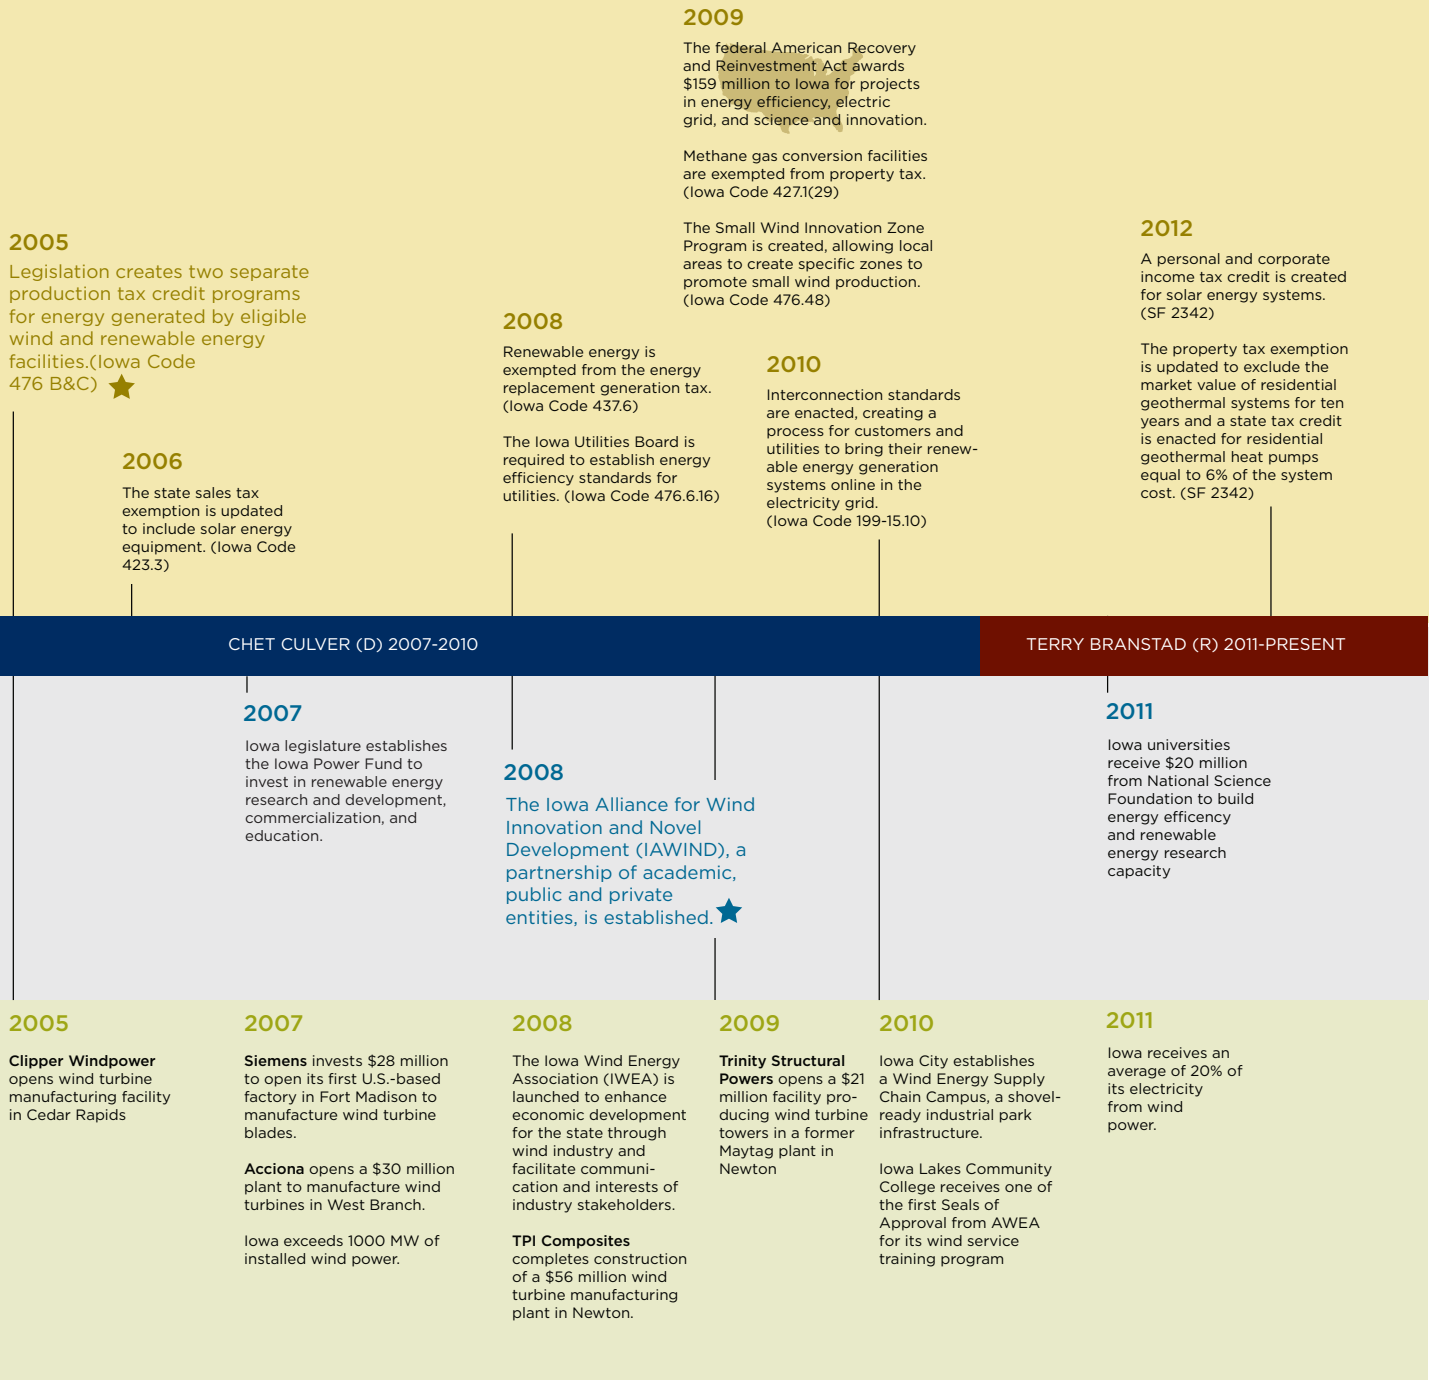 2009
The federal American Recovery
and Reinvestment Act awards
$159 million to Iowa for projects
in energy efficiency, electric
grid, and science and innovation.
Methane gas conversion facilities
are exempted from property tax.
(Iowa Code 427.1(29)
The Small Wind Innovation Zone
Program is created, allowing local
areas to create specific zones to
promote small wind production.
(Iowa Code 476.48)
2005
Legislation creates two separate
production tax credit programs
for energy generated by eligible
wind and renewable energy
facilities.(Iowa Code
476 B&C)
2006
The state sales tax
exemption is updated
to include solar energy
equipment. (Iowa Code
423.3)
2008
Renewable energy is
exempted from the energy
replacement generation tax.
(Iowa Code 437.6)
The Iowa Utilities Board is
required to establish energy
efficiency standards for
utilities. (Iowa Code 476.6.16)
2010
Interconnection standards
are enacted, creating a
process for customers and
utilities to bring their renew-
able energy generation
systems online in the
electricity grid.
(Iowa Code 199-15.10)
2012
A personal and corporate
income tax credit is created
for solar energy systems.
(SF 2342)
The property tax exemption
is updated to exclude the
market value of residential
geothermal systems for ten
years and a state tax credit
is enacted for residential
geothermal heat pumps
equal to 6% of the system
cost. (SF 2342)
CHET CULVER (D) 2007-2010
TERRY BRANSTAD (R) 2011-PRESENT
2007
Iowa legislature establishes
the Iowa Power Fund to
invest in renewable energy
research and development,
commercialization, and
education.
2008
The Iowa Alliance for Wind
Innovation and Novel
Development (IAWIND), a
partnership of academic,
public and private
entities, is established.
2011
Iowa universities
receive $20 million
from National Science
Foundation to build
energy efficency
and renewable
energy research
capacity
2005
Clipper Windpower
opens wind turbine
manufacturing facility
in Cedar Rapids
2007
Siemens invests $28 million
to open its first U.S.-based
factory in Fort Madison to
manufacture wind turbine
blades.
Acciona opens a $30 million
plant to manufacture wind
turbines in West Branch.
Iowa exceeds 1000 MW of
installed wind power.
2008
The Iowa Wind Energy
Association (IWEA) is
launched to enhance
economic development
for the state through
wind industry and
facilitate communi-
cation and interests of
industry stakeholders.
TPI Composites
completes construction
of a $56 million wind
turbine manufacturing
plant in Newton.
2009
Trinity Structural
Powers opens a $21
million facility pro-
ducing wind turbine
towers in a former
Maytag plant in
Newton
2010
Iowa City establishes
a Wind Energy Supply
Chain Campus, a shovel-
ready industrial park
infrastructure.
Iowa Lakes Community
College receives one of
the first Seals of
Approval from AWEA
for its wind service
training program
2011
Iowa receives an
average of 20% of
its electricity
from wind
power.